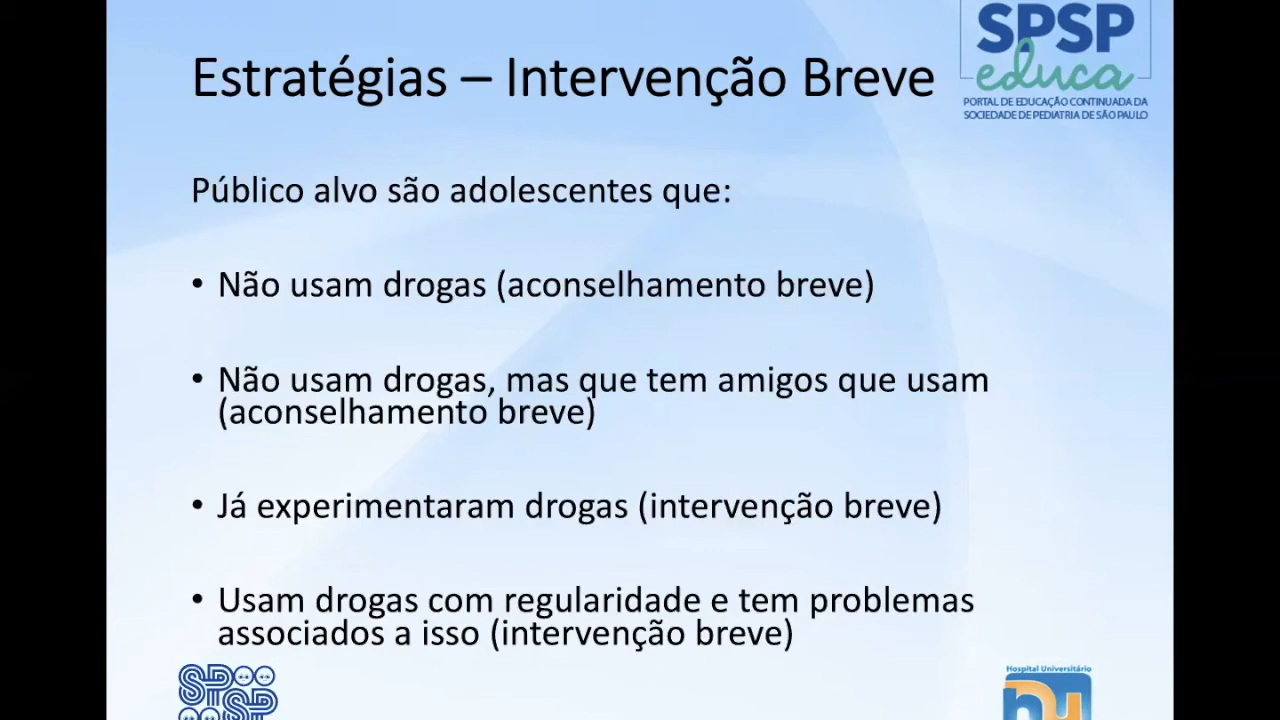 SPSP
educa
PORTAL DE EDUCAÇÃO CONTINUADA DA
SOCIEDADE DE PEDIATRIA DE SÃO PAULO
Estratégias – Intervenção Breve
Público alvo são adolescentes que:
• Não usam drogas (aconselhamento breve)
• Não usam drogas, mas que tem amigos que usam
(aconselhamento breve)
• Já experimentaram drogas (intervenção breve)
• Usam drogas com regularidade e tem problemas
associados a isso (intervenção breve)
SPSP
Hospital Universitário
hu